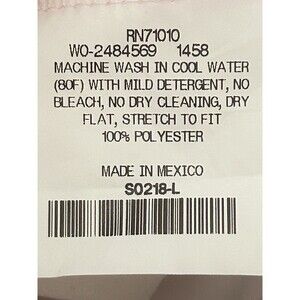 RN71010
WO-2484569 1458
MACHINE WASH IN COOL WATER
(80F) WITH MILD DETERGENT, NO
BLEACH, NO DRY CLEANING, DRY
FLAT, STRETCH TO FIT
100% POLYESTER
MADE IN MEXICO
S0218-L